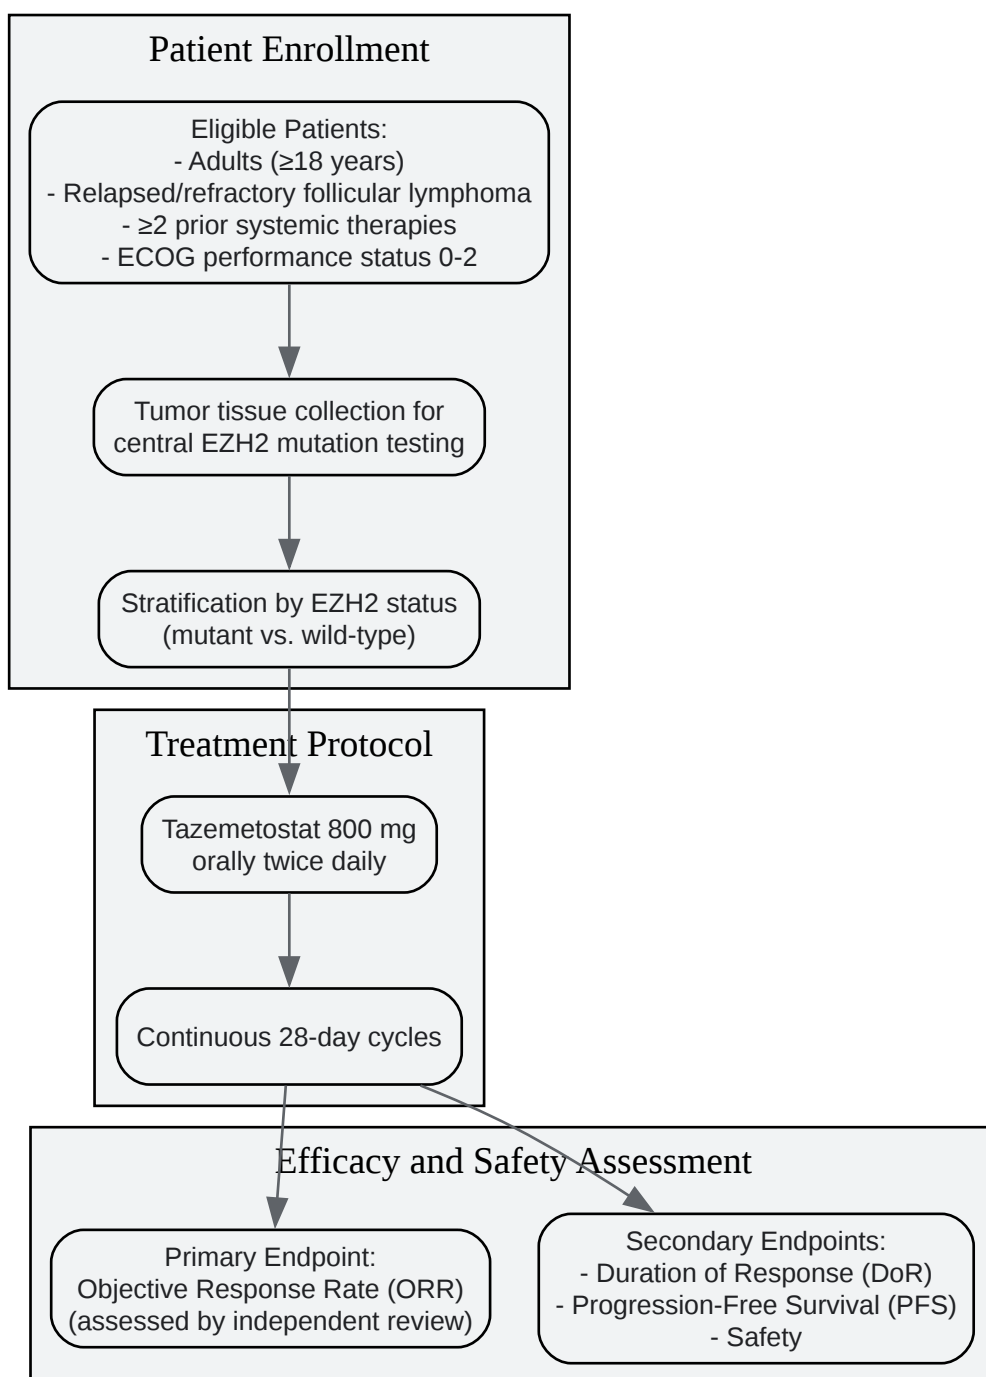 Patient Enrollment
Eligible Patients:
- Adults (≥18 years)
- Relapsed/refractory follicular lymphoma
- ≥2 prior systemic therapies
- ECOG performance status 0-2
Tumor tissue collection for
central EZH2 mutation testing
Stratification by EZH2 status
(mutant vs. wild-type)
Treatment Protocol
Tazemetostat 800 mg
orally twice daily
Continuous 28-day cycles
Efficacy and Safety Assessment
Primary Endpoint:
Objective Response Rate (ORR)
(assessed by independent review)
Secondary Endpoints:
- Duration of Response (DoR)
- Progression-Free Survival (PFS)
- Safety